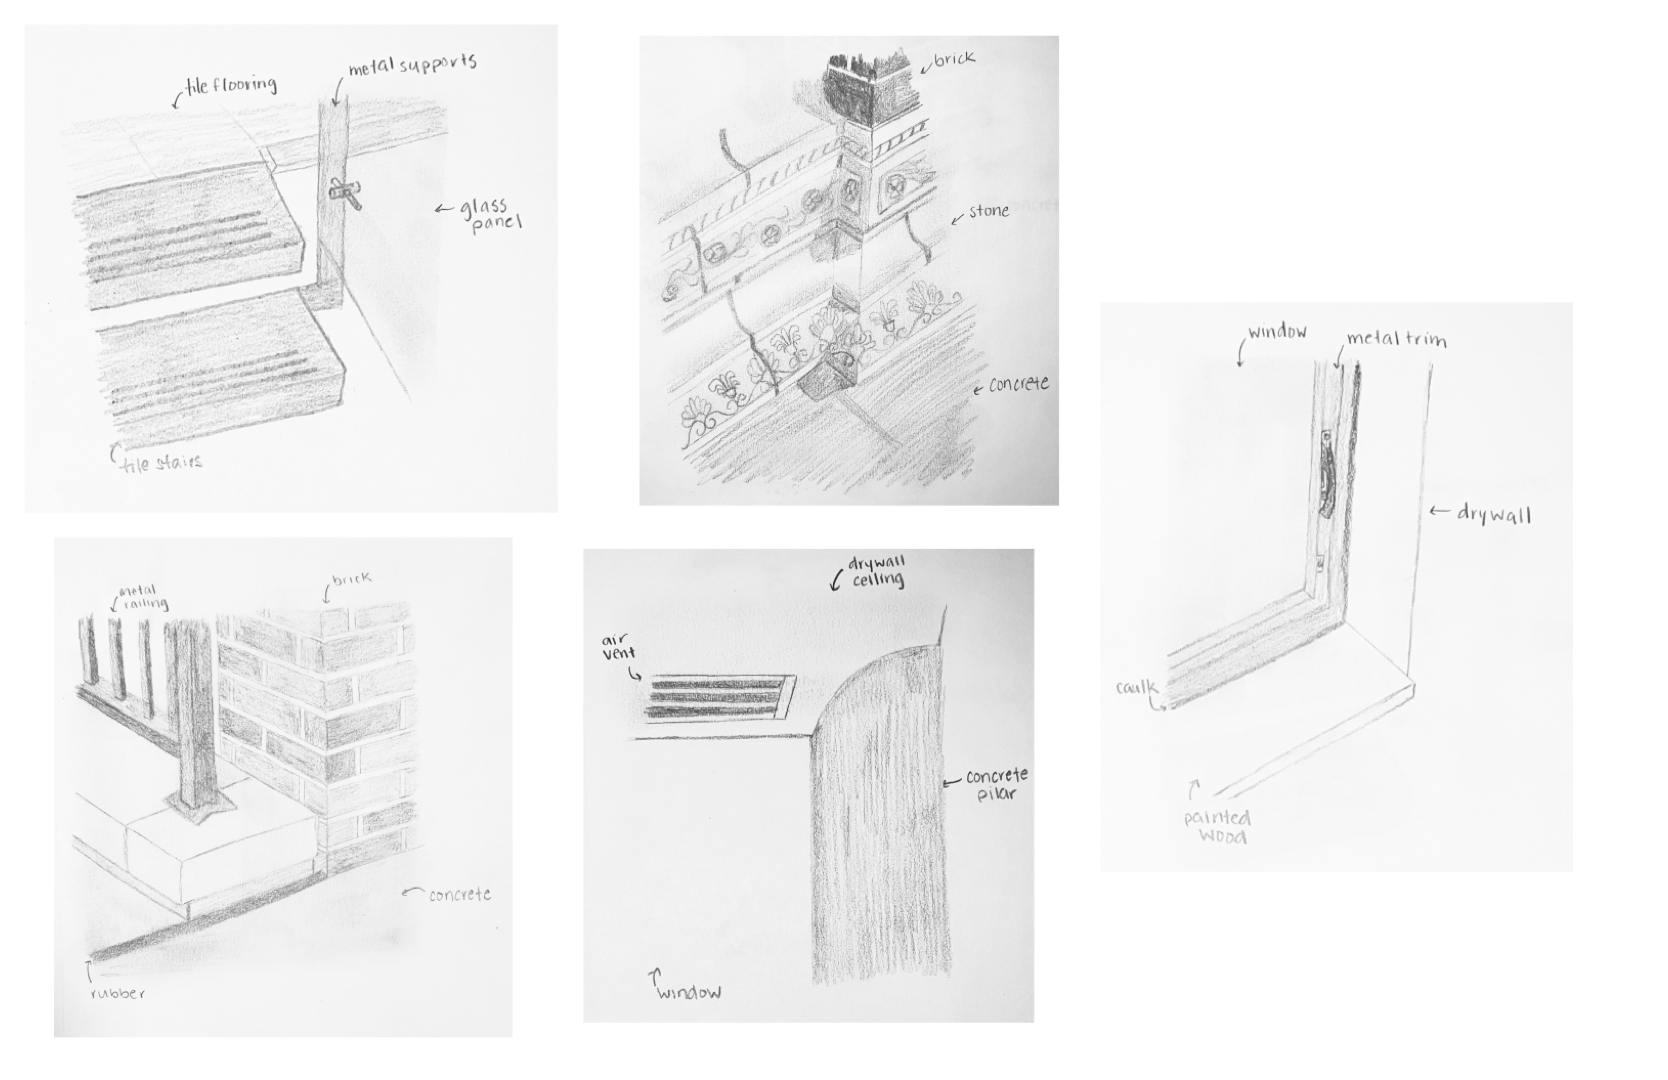 tile flooring
metal supports
glass
panel
tile stairs
brick
stone
concrete
window
metal trim
drywall
caulk
painted
wood
metal
railing
brick
concrete
rubber
drywall
ceiling
air
vent
concrete
pilar
window